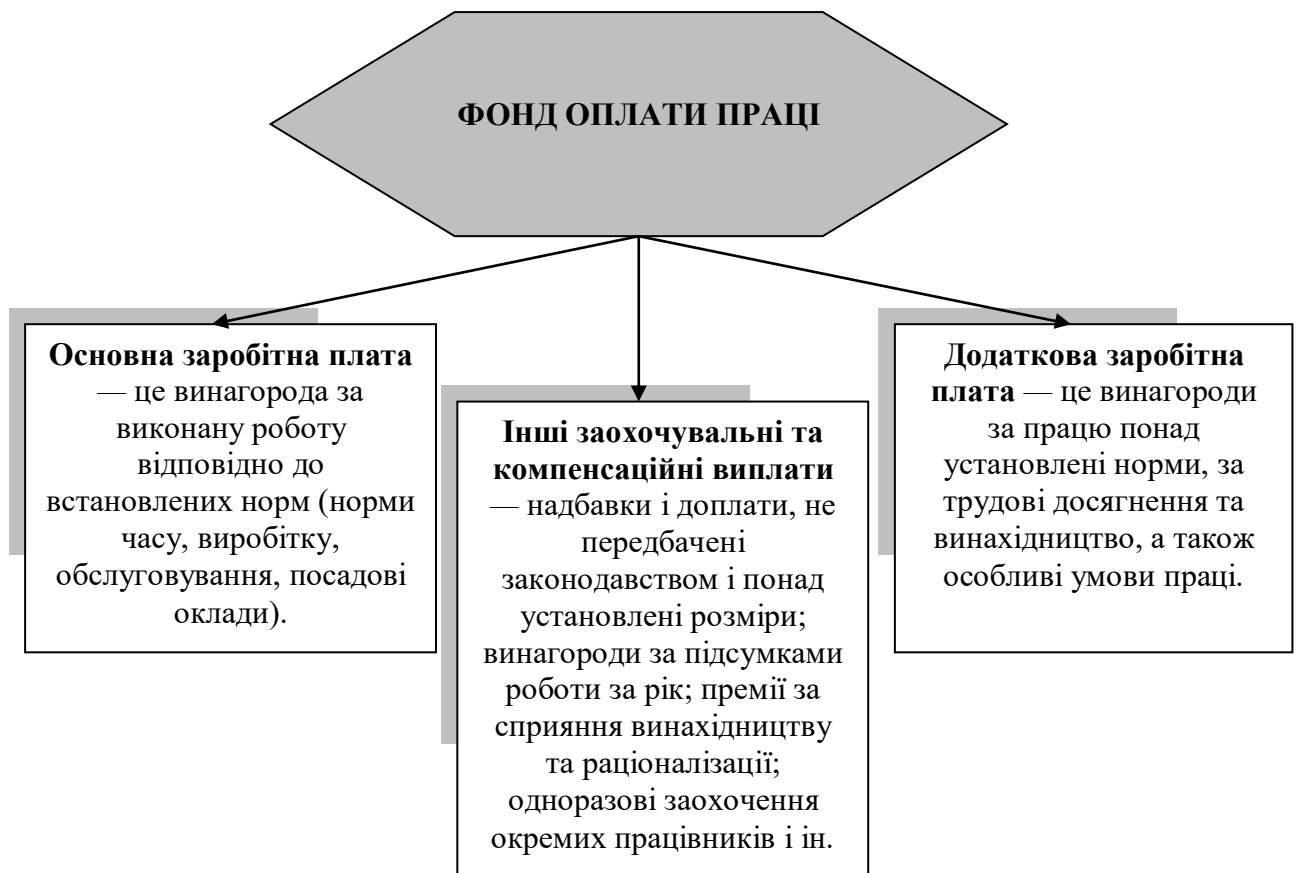 ФОНД ОПЛАТИ ПРАЦІ
Основна заробітна плата
— це винагорода за
виконану роботу
відповідно до
встановлених норм (норми
часу, виробітку,
обслуговування, посадові
оклади).
Інші заохочувальні та
компенсаційні виплати
— надбавки і доплати, не
передбачені
законодавством і понад
установлені розміри;
винагороди за підсумками
роботи за рік; премії за
сприяння винахідництву
та раціоналізації;
одноразові заохочення
окремих працівників і ін.
Додаткова заробітна
плата — це винагороди
за працю понад
установлені норми, за
трудові досягнення та
винахідництво, а також
особливі умови праці.